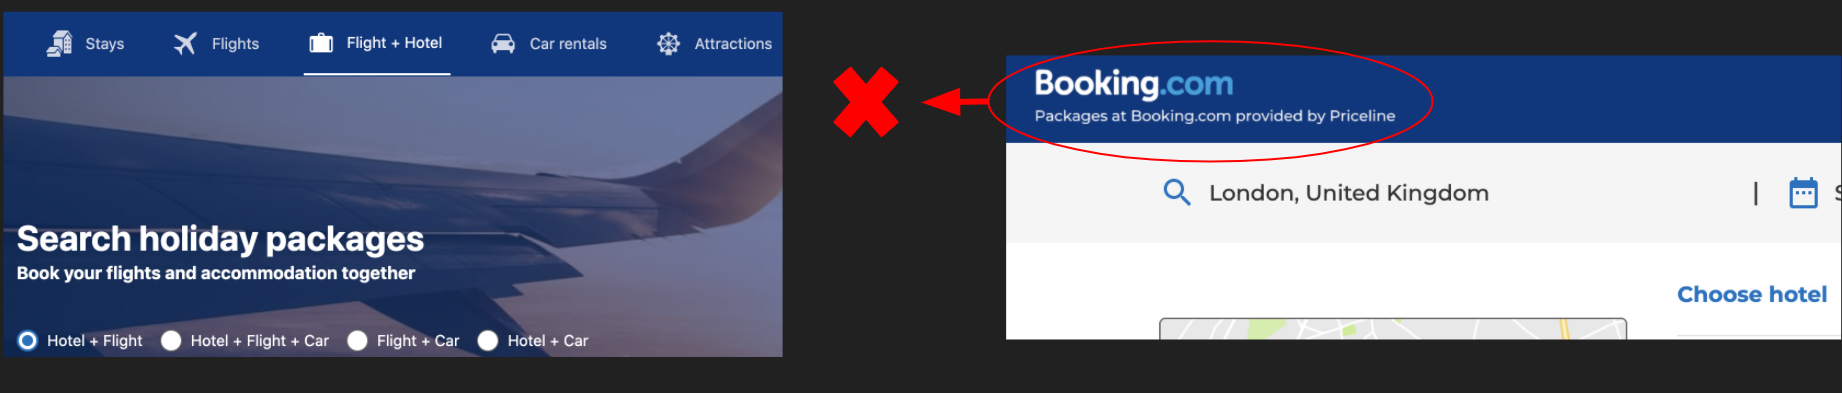 Stays
Flights
Flight + Hotel
Car rentals
Attractions
Search holiday packages
Book your flights and accommodation together
Hotel + Flight
Hotel + Flight + Car
Flight + Car
Hotel + Car
Booking.com
Packages at Booking.com provided by Priceline
London, United Kingdom
Choose hotel